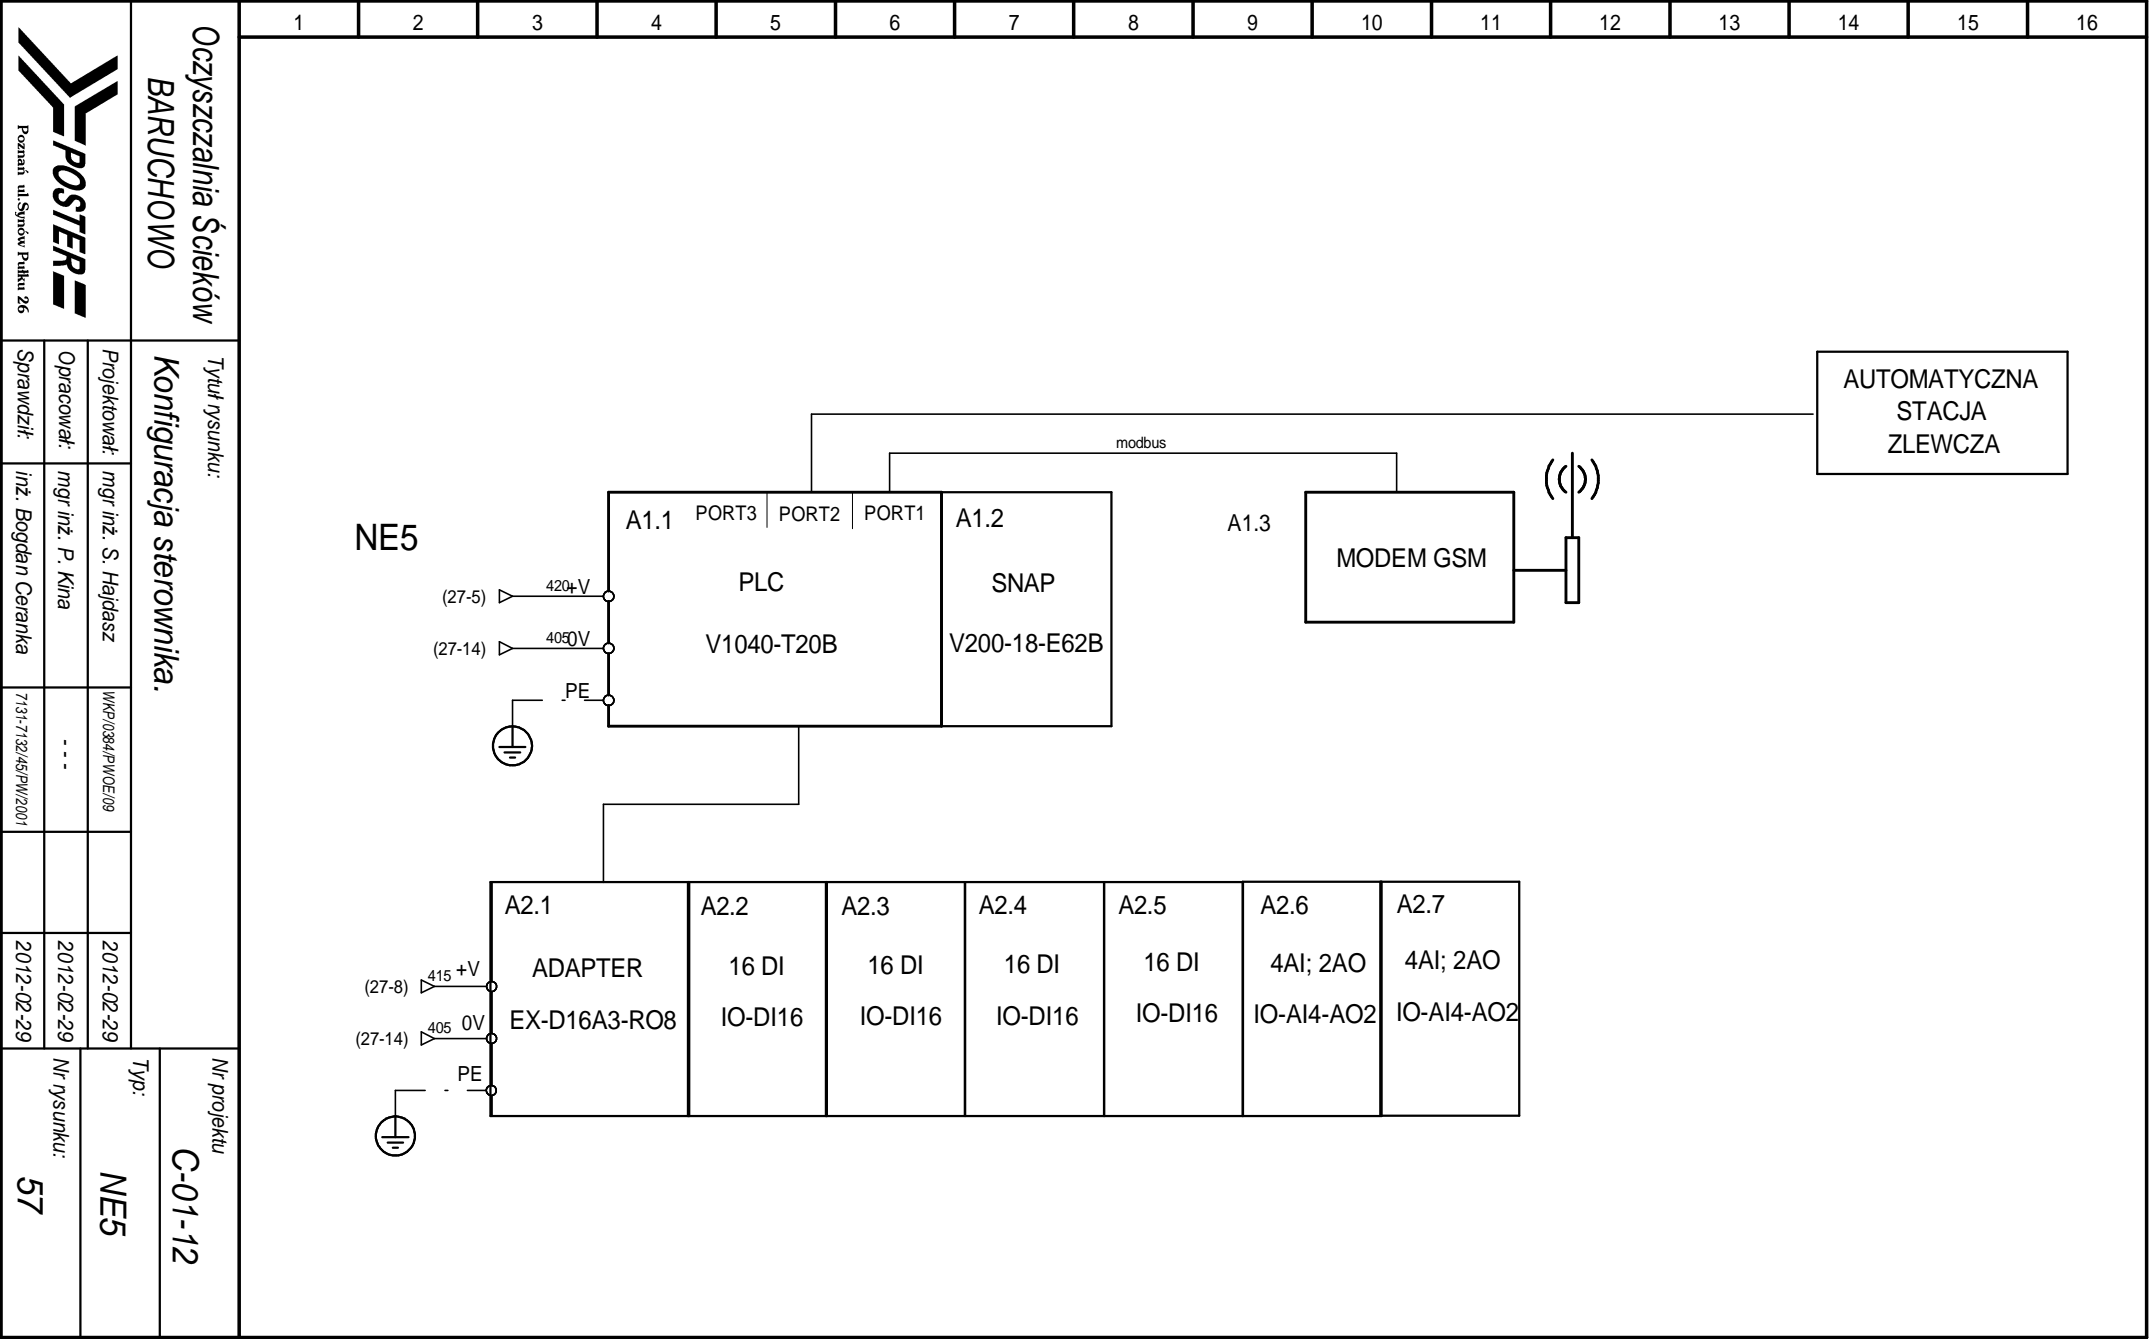 1 2 3 4 5 6 7 8 9 10 11 12 13 14 15 16
Oczyszczalnia Ścieków
BARUCHOWO
POSTER
Poznań ul.Synów Pułku 26
Tytuł rysunku:
Konfiguracja sterownika.
Projektował: mgr inż. S. Hajdasz WKP/0384/PWOE/09 2012-02-29
Opracował: mgr inż. P. Kina - - - 2012-02-29
Sprawdził: inż. Bogdan Ceranka 7131-7132/45/PW/2001 2012-02-29
Nr projektu
C-01-12
Typ:
NE5
Nr rysunku:
57
AUTOMATYCZNA
STACJA
ZLEWCZA
modbus
NE5
A1.1 PORT3 PORT2 PORT1
PLC
V1040-T20B
A1.2
SNAP
V200-18-E62B
A1.3
MODEM GSM
(27-5) 420 +V
(27-14) 405 0V
PE
A2.1
ADAPTER
EX-D16A3-RO8
A2.2
16 DI
IO-DI16
A2.3
16 DI
IO-DI16
A2.4
16 DI
IO-DI16
A2.5
16 DI
IO-DI16
A2.6
4AI; 2AO
IO-AI4-AO2
A2.7
4AI; 2AO
IO-AI4-AO2
(27-8) 415 +V
(27-14) 405 0V
PE